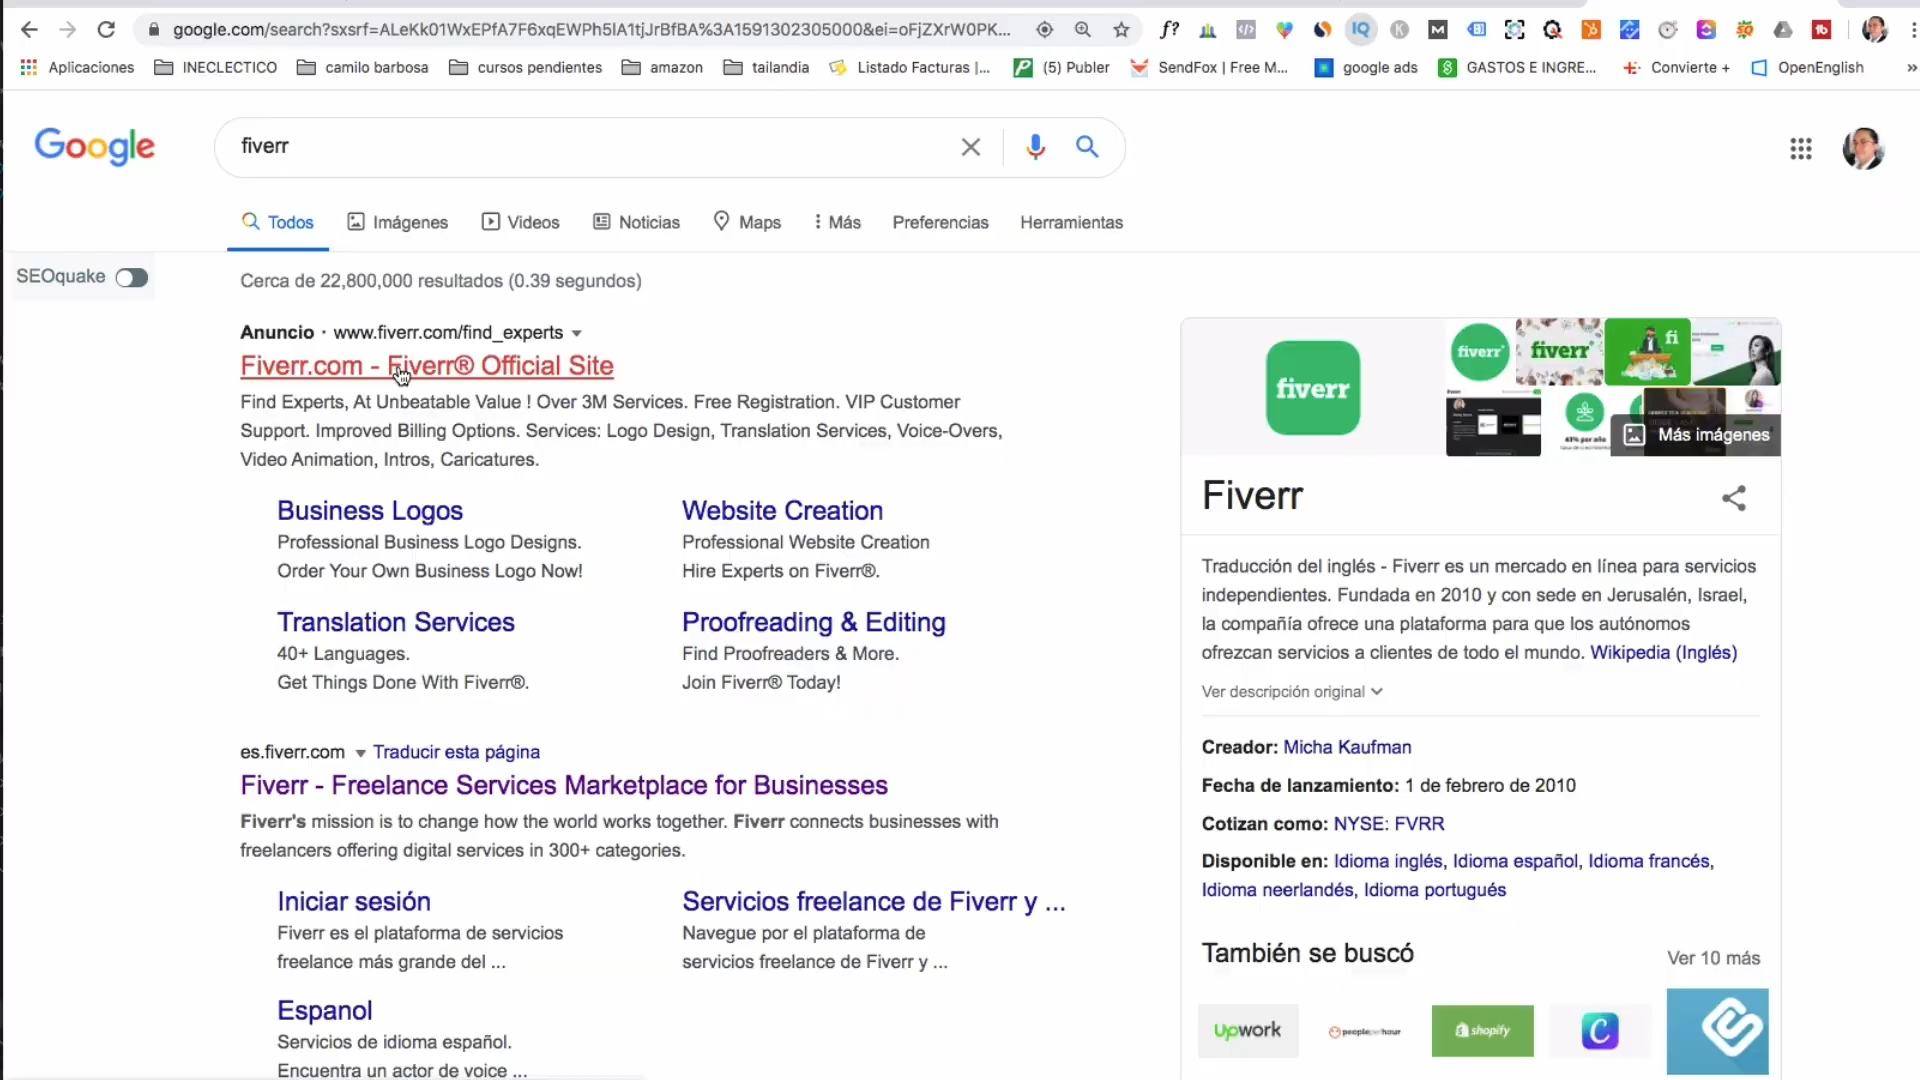 google.com/search?sxsrf=ALeKk01WxEPfA7F6xqEWPh5IA1tjJrBfBA%3A1591302305000&ei=oFjZXrW0PK...
Aplicaciones INECLECTICO camilo barbosa cursos pendientes amazon tailandia Listado Facturas |... (5) Publer SendFox | Free M... google ads GASTOS E INGRE... Convierte + OpenEnglish »
Google fiverr
Todos Imágenes Videos Noticias Maps Más Preferencias Herramientas
SEOquake
Cerca de 22,800,000 resultados (0.39 segundos)
Anuncio · www.fiverr.com/find_experts
Fiverr.com - Fiverr® Official Site
Find Experts, At Unbeatable Value ! Over 3M Services. Free Registration. VIP Customer
Support. Improved Billing Options. Services: Logo Design, Translation Services, Voice-Overs,
Video Animation, Intros, Caricatures.
Business Logos
Professional Business Logo Designs.
Order Your Own Business Logo Now!
Website Creation
Professional Website Creation
Hire Experts on Fiverr®.
Translation Services
40+ Languages.
Get Things Done With Fiverr®.
Proofreading & Editing
Find Proofreaders & More.
Join Fiverr® Today!
es.fiverr.com Traducir esta página
Fiverr - Freelance Services Marketplace for Businesses
Fiverr's mission is to change how the world works together. Fiverr connects businesses with
freelancers offering digital services in 300+ categories.
Iniciar sesión
Fiverr es el plataforma de servicios
freelance más grande del ...
Servicios freelance de Fiverr y ...
Navegue por el plataforma de
servicios freelance de Fiverr y ...
Espanol
Servicios de idioma español.
Encuentra un actor de voice ...
fiverr
fiverr
fiverr
fi
Más imágenes
Fiverr
Traducción del inglés - Fiverr es un mercado en línea para servicios
independientes. Fundada en 2010 y con sede en Jerusalén, Israel,
la compañía ofrece una plataforma para que los autónomos
ofrezcan servicios a clientes de todo el mundo. Wikipedia (Inglés)
Ver descripción original
Creador: Micha Kaufman
Fecha de lanzamiento: 1 de febrero de 2010
Cotizan como: NYSE: FVRR
Disponible en: Idioma inglés, Idioma español, Idioma francés,
Idioma neerlandés, Idioma portugués
También se buscó
Ver 10 más
Upwork peopleperhour shopify